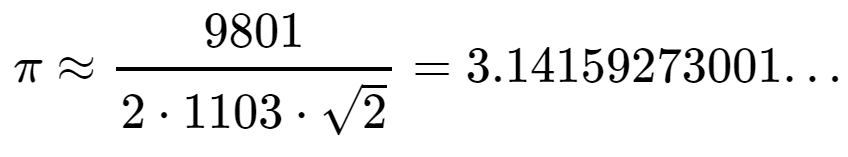 π ≈ 9801 / (2 · 1103 · √2) = 3.14159273001...